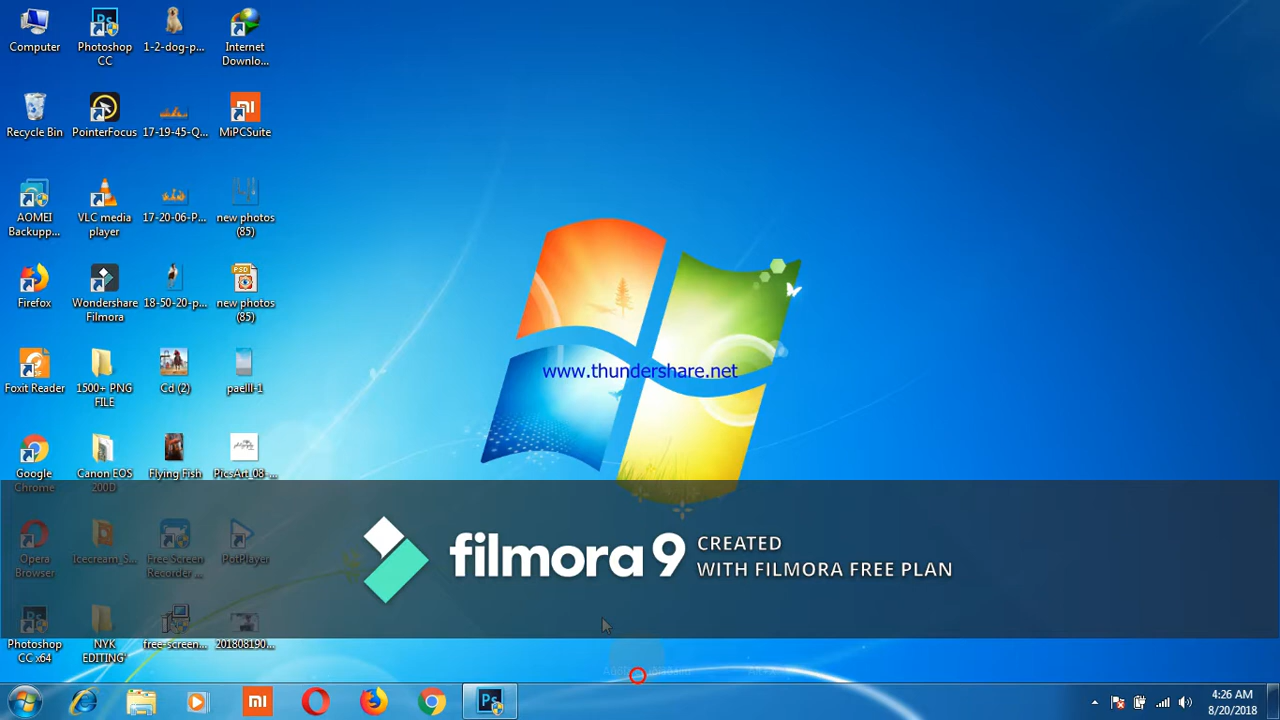 Computer
Photoshop
CC
1-2-dog-p...
Internet
Downlo...
Recycle Bin
PointerFocus
17-19-45-Q...
MiPCSuite
AOMEI
Backupp...
VLC media
player
17-20-06-P...
new photos
(85)
Firefox
Wondershare
Filmora
18-50-20-p...
PSD
new photos
(85)
Foxit Reader
1500+ PNG
FILE
Cd (2)
paelll-1
www.thundershare.net
Google
Chrome
Canon EOS
200D
Flying Fish
PicsArt_08-...
Opera
Browser
Icecream S...
Free Screen
Recorder ...
PotPlayer
filmora 9
CREATED
WITH FILMORA FREE PLAN
Photoshop
CC x64
NYK
EDITING'
free-screen...
201808190...
4:26 AM
8/20/2018